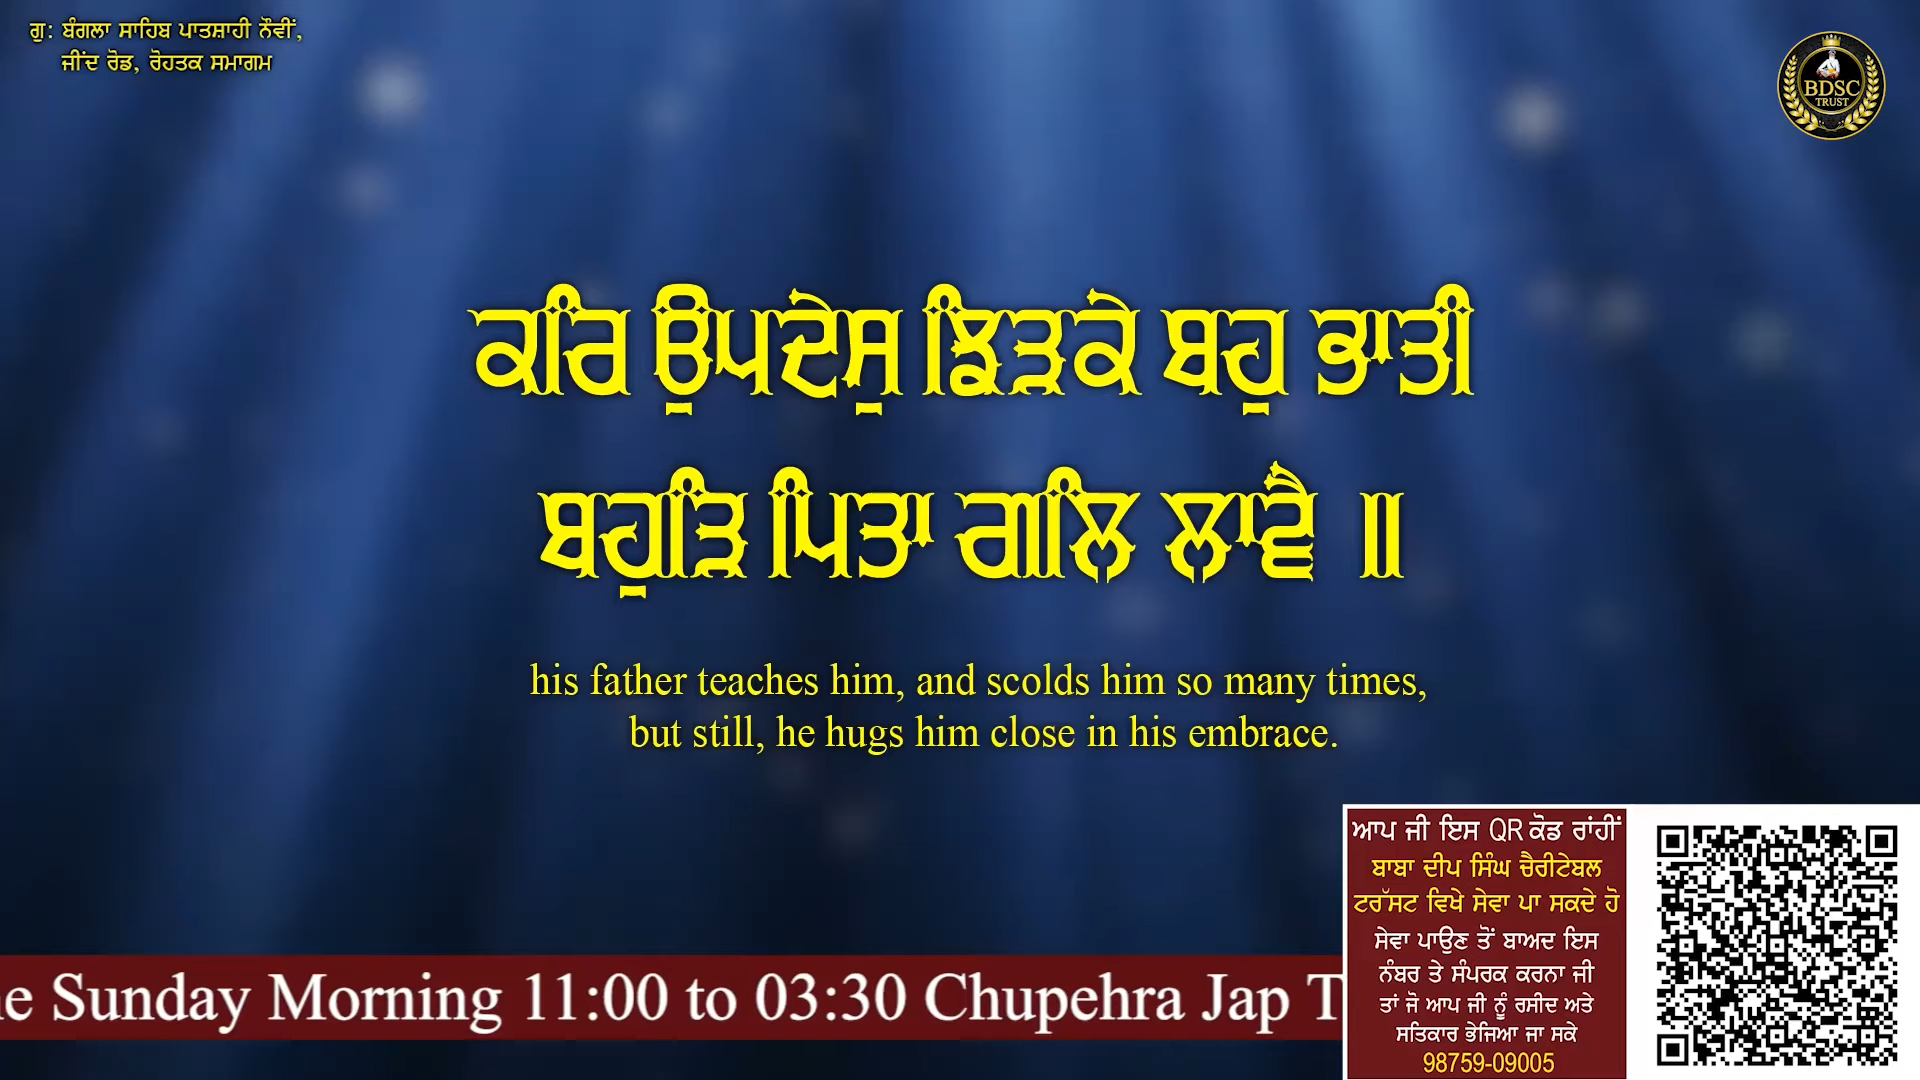 ਗੁ: ਬੰਗਲਾ ਸਾਹਿਬ ਪਾਤਸ਼ਾਹੀ ਨੌਵੀਂ,
ਜੀਂਦ ਰੋਡ, ਰੋਹਤਕ ਸਮਾਗਮ
BDSC
TRUST
ਕਰਿ ਉਪਦੇਸੁ ਝਿੜਕੇ ਬਹੁ ਭਾਤੀ
ਬਹੁੜਿ ਪਿਤਾ ਗਲਿ ਲਾਵੈ ॥
his father teaches him, and scolds him so many times,
but still, he hugs him close in his embrace.
e Sunday Morning 11:00 to 03:30 Chupehra Jap T
ਆਪ ਜੀ ਇਸ QR ਕੋਡ ਰਾਂਹੀਂ
ਬਾਬਾ ਦੀਪ ਸਿੰਘ ਚੈਰੀਟੇਬਲ
ਟਰੱਸਟ ਵਿਖੇ ਸੇਵਾ ਪਾ ਸਕਦੇ ਹੋ
ਸੇਵਾ ਪਾਉਣ ਤੋਂ ਬਾਅਦ ਇਸ
ਨੰਬਰ ਤੇ ਸੰਪਰਕ ਕਰਨਾ ਜੀ
ਤਾਂ ਜੋ ਆਪ ਜੀ ਨੂੰ ਰਸੀਦ ਅਤੇ
ਸਤਿਕਾਰ ਭੇਜਿਆ ਜਾ ਸਕੇ
98759-09005